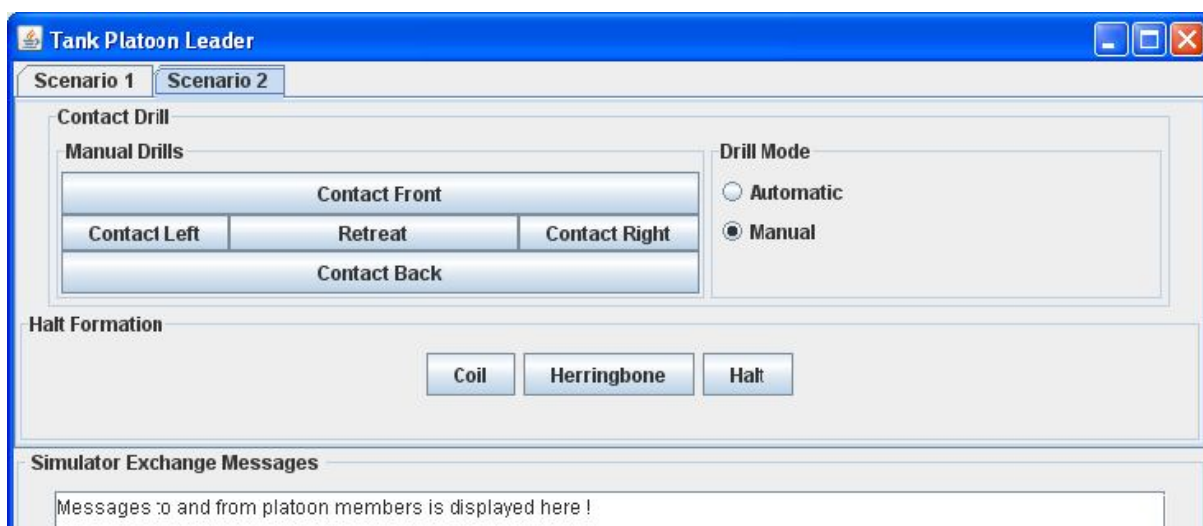 Tank Platoon Leader
Scenario 1 Scenario 2
Contact Drill
Manual Drills Drill Mode
Contact Front
Automatic
Contact Left Retreat Contact Right
Manual
Contact Back
Halt Formation
Coil Herringbone Halt
Simulator Exchange Messages
Messages to and from platoon members is displayed here !